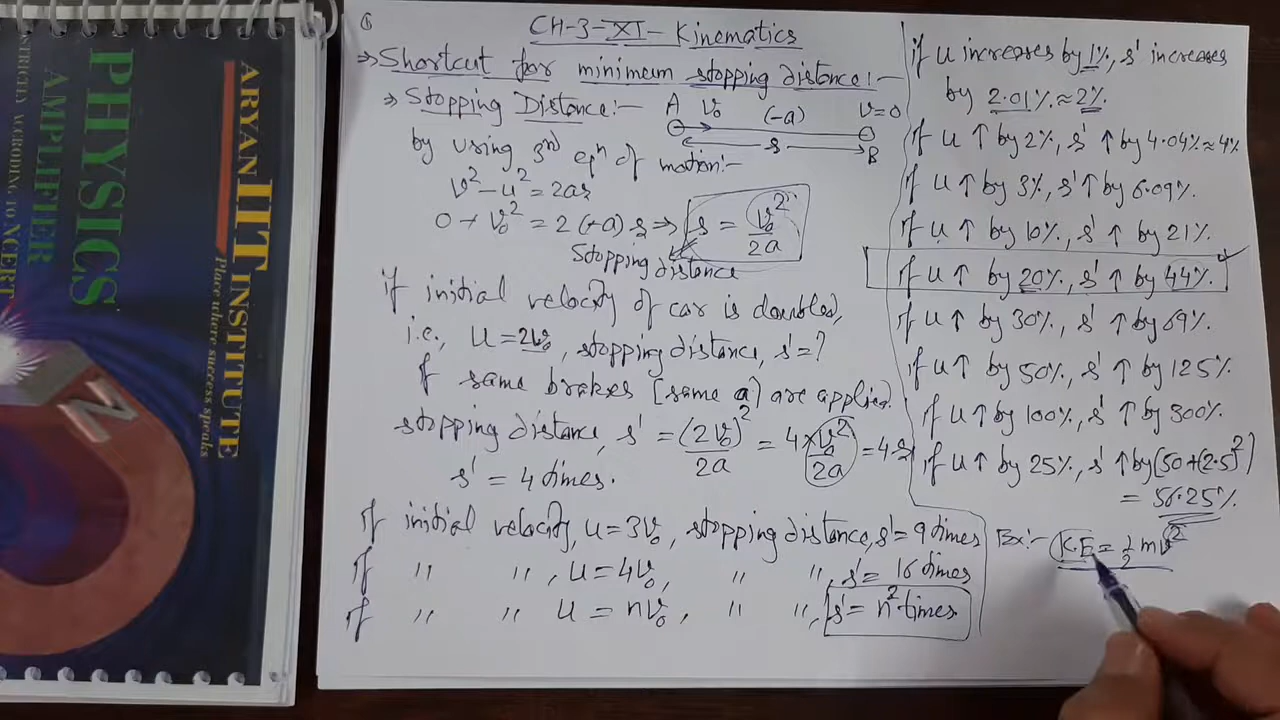 PHYSICS
AMPLIFIER
STRICTLY ACCRODING TO NCERT
ARYAN IIT INSTITUTE
Place where success speaks
CH-3-XI- Kinematics
⇒ Shortcut for minimum stopping distance:-
⇒ Stopping Distance:-
A v₀ (-a) v=0
s B
by using 3rd eqn of motion:-
v² - u² = 2as
0 - v₀² = 2 (-a) s ⇒ s = v₀²/2a
Stopping distance
if initial velocity of car is doubled,
i.e., u = 2v₀, stopping distance, s' = ?
If same brakes [same a] are applied.
stopping distance, s' = (2v₀)²/2a = 4 × v₀²/2a = 4s
s' = 4 times.
If initial velocity, u = 3v₀, stopping distance, s' = 9 times
If " ", u = 4v₀, " ", s' = 16 times
If " " u = nv₀, " ", s' = n² times
if u increases by 1%, s' increases
by 2.01% ≈ 2%.
If u ↑ by 2%, s' ↑ by 4.04% ≈ 4%
If u ↑ by 3%, s' ↑ by 6.09%.
If u ↑ by 10%, s' ↑ by 21%.
If u ↑ by 20%, s' ↑ by 44%.
If u ↑ by 30%, s' ↑ by 69%.
If u ↑ by 50%, s' ↑ by 125%.
If u ↑ by 100%, s' ↑ by 300%.
If u ↑ by 25%, s' ↑ by (50+(2.5)²)
= 56.25%.
Ex:- K.E = ½ mv²